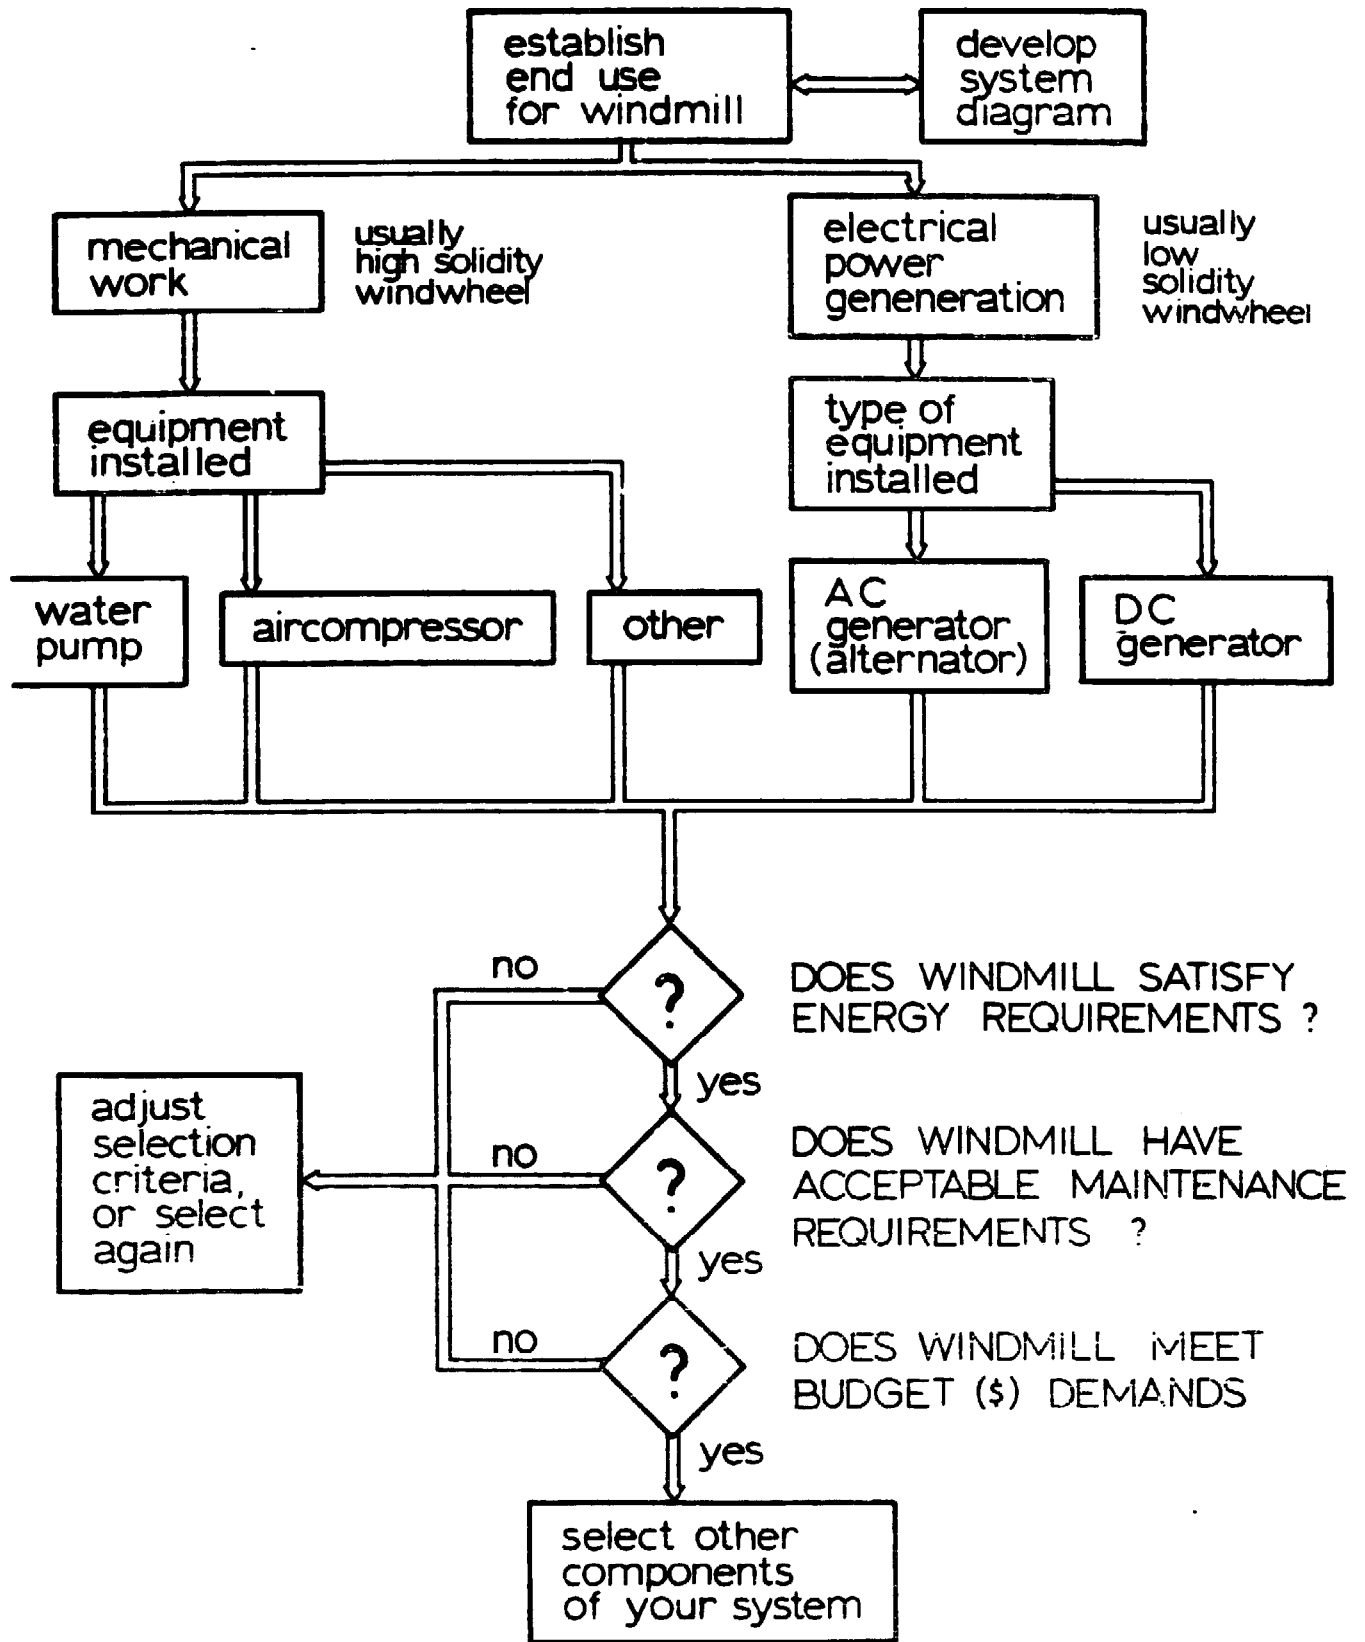 establish
end use
for windmill
develop
system
diagram
mechanical
work
usually
high solidity
windwheel
electrical
power
geneneration
usually
low
solidity
windwheel
equipment
installed
type of
equipment
installed
water
pump
aircompressor
other
AC
generator
(alternator)
DC
generator
no
?
DOES WINDMILL SATISFY
ENERGY REQUIREMENTS ?
yes
adjust
selection
criteria,
or select
again
no
?
DOES WINDMILL HAVE
ACCEPTABLE MAINTENANCE
REQUIREMENTS ?
yes
no
?
DOES WINDMILL MEET
BUDGET ($) DEMANDS
yes
select other
components
of your system